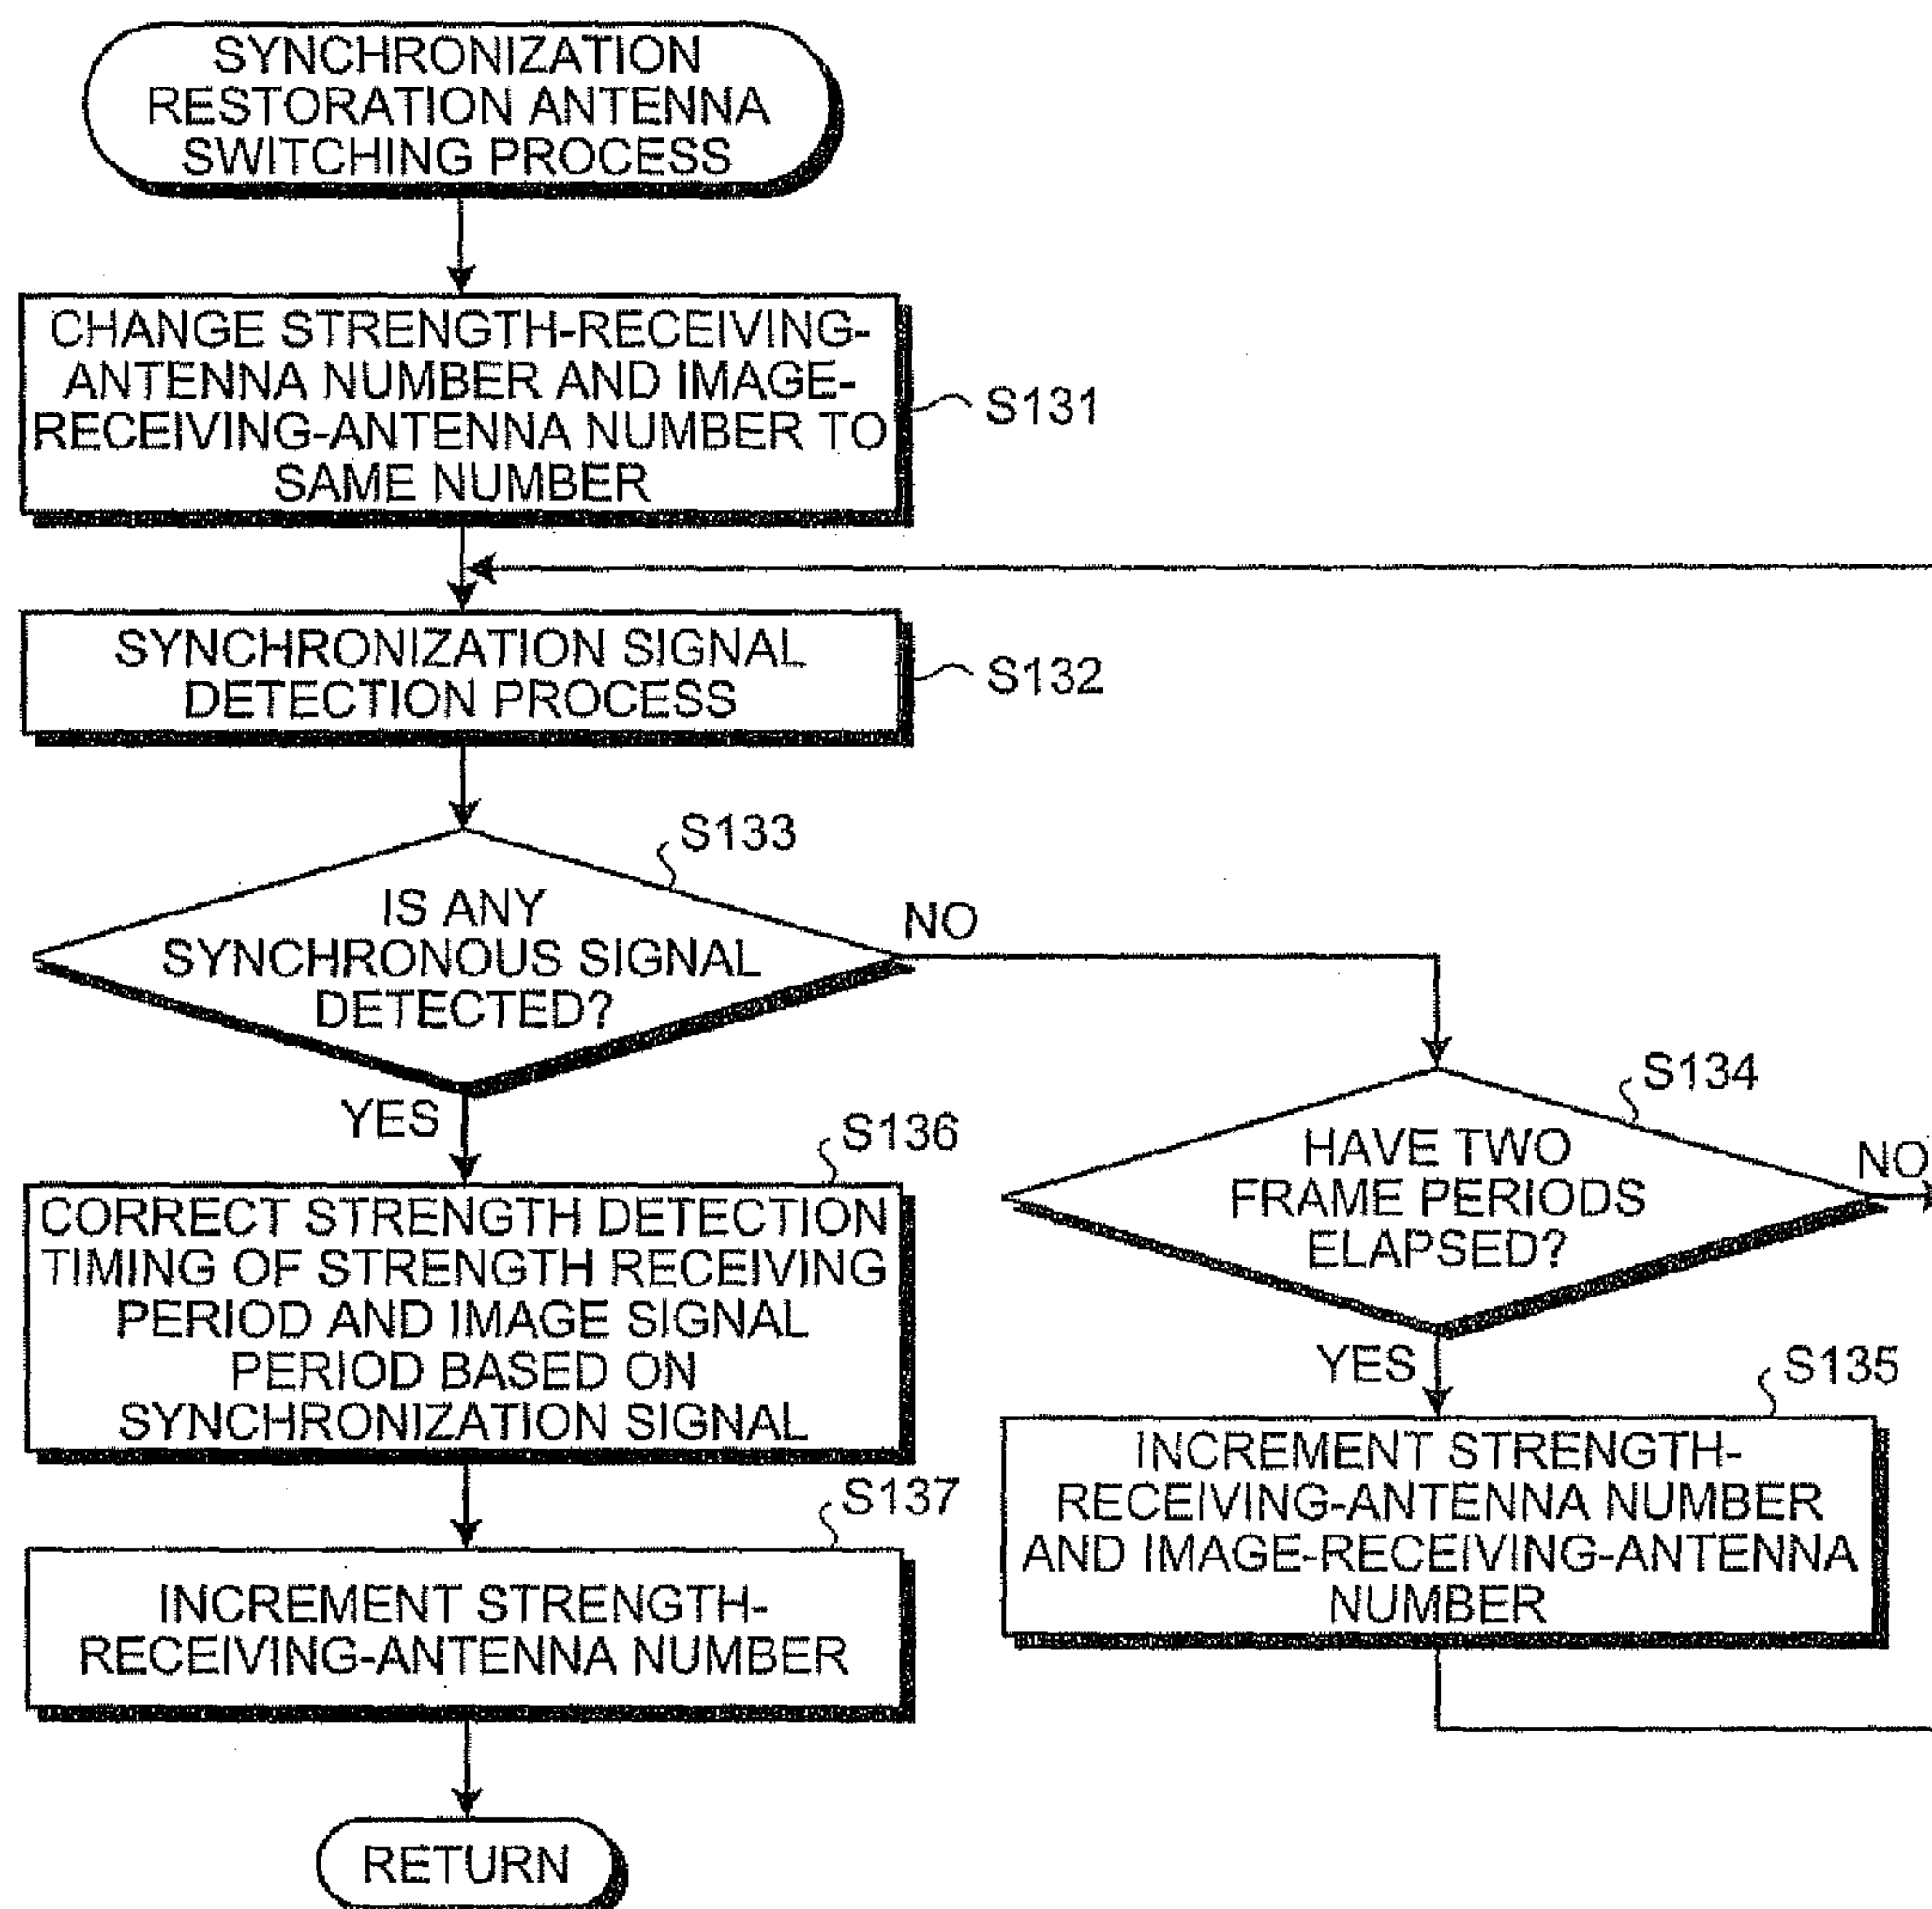 SYNCHRONIZATION
RESTORATION ANTENNA
SWITCHING PROCESS
CHANGE STRENGTH-RECEIVING-
ANTENNA NUMBER AND IMAGE-
RECEIVING-ANTENNA NUMBER TO
SAME NUMBER
S131
SYNCHRONIZATION SIGNAL
DETECTION PROCESS
S132
S133
IS ANY
SYNCHRONOUS SIGNAL
DETECTED?
NO
YES
S134
HAVE TWO
FRAME PERIODS
ELAPSED?
NO
YES
S135
INCREMENT STRENGTH-
RECEIVING-ANTENNA NUMBER
AND IMAGE-RECEIVING-ANTENNA
NUMBER
S136
CORRECT STRENGTH DETECTION
TIMING OF STRENGTH RECEIVING
PERIOD AND IMAGE SIGNAL
PERIOD BASED ON
SYNCHRONIZATION SIGNAL
S137
INCREMENT STRENGTH-
RECEIVING-ANTENNA NUMBER
RETURN